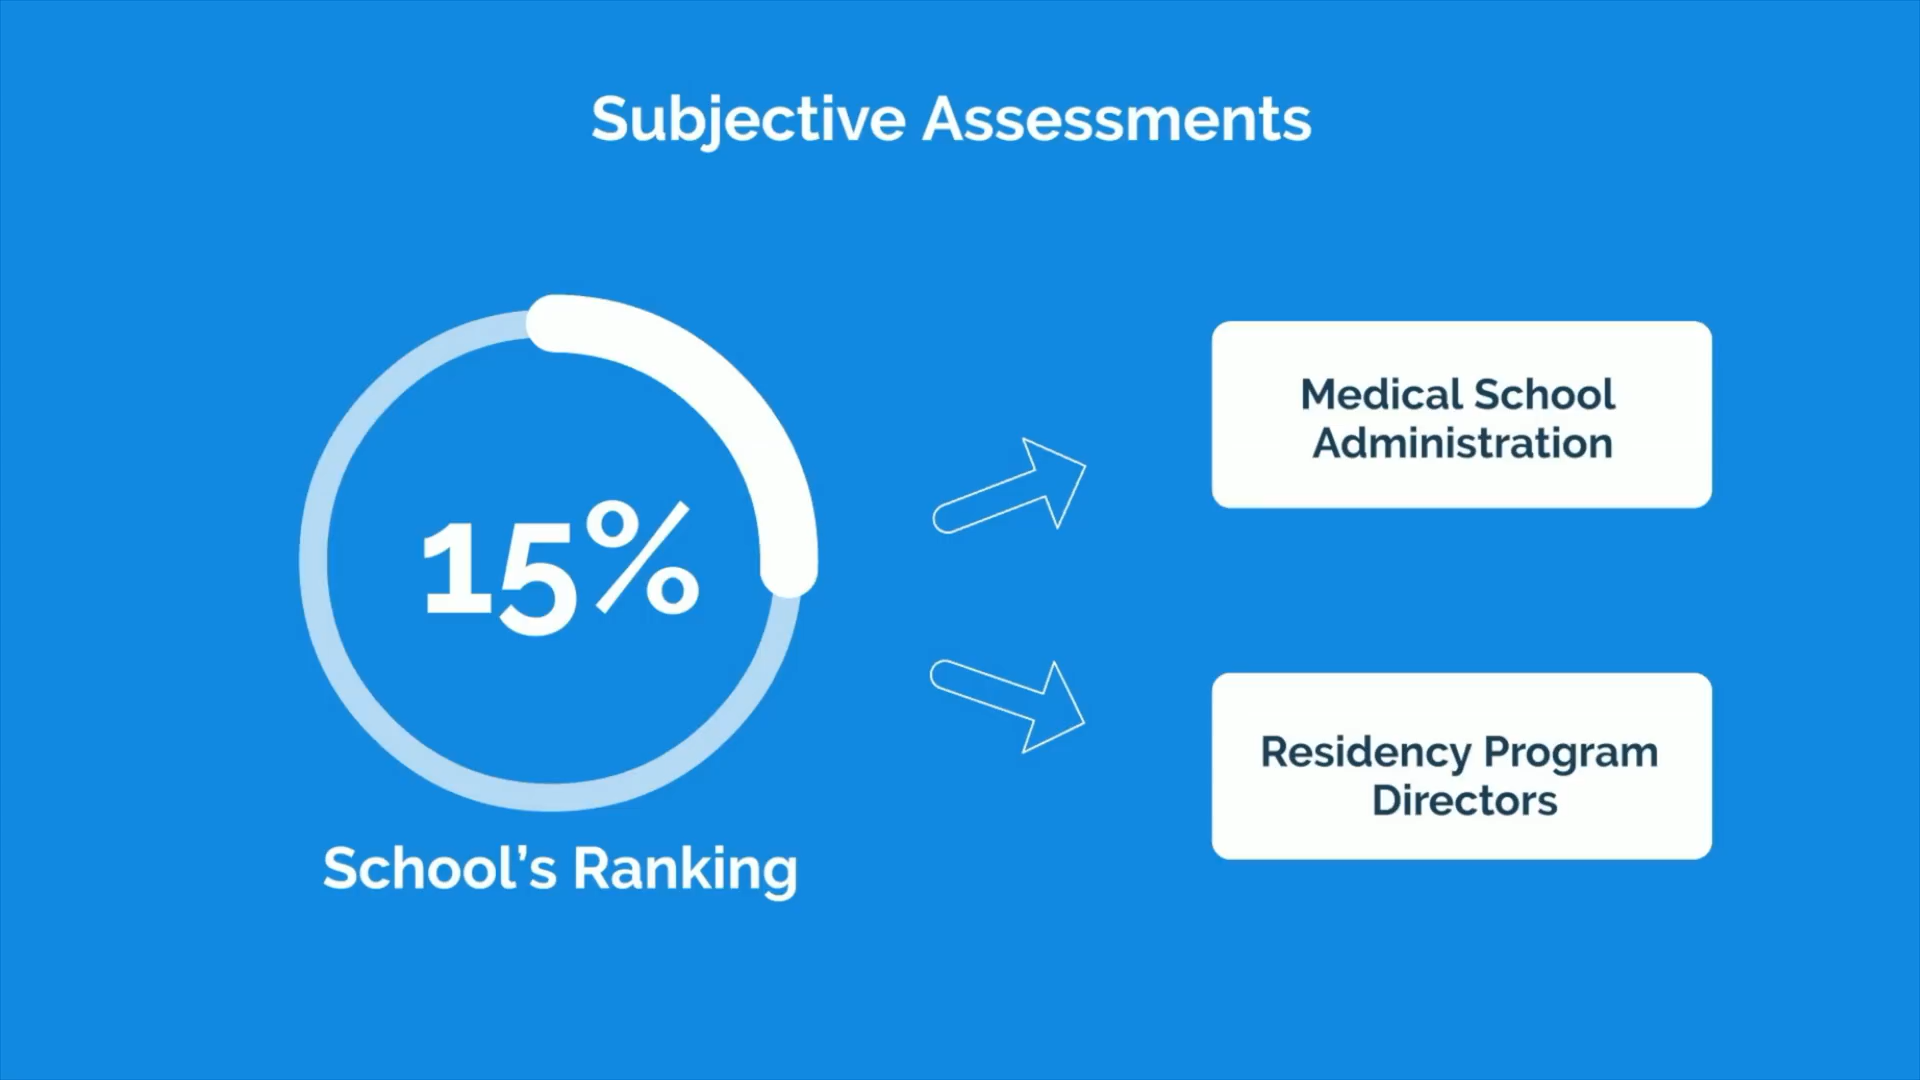 Subjective Assessments
15%
School's Ranking
Medical School
Administration
Residency Program
Directors